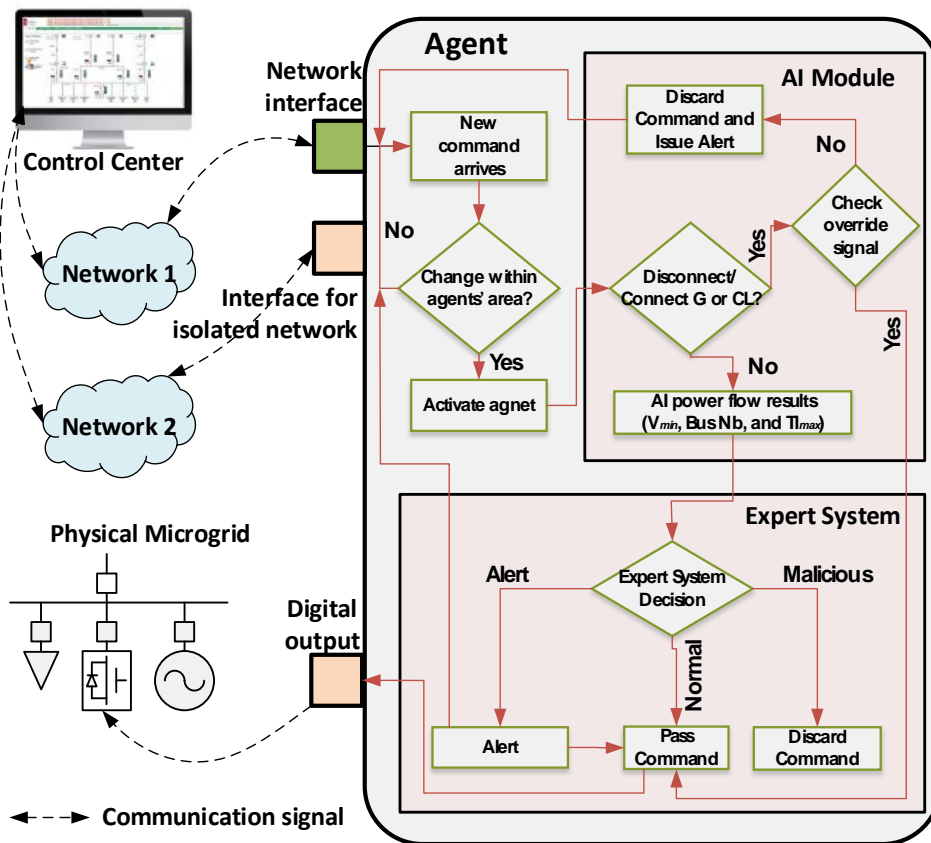 Agent
AI Module
Network
interface
Control Center
New
command
arrives
Discard
Command and
Issue Alert
No
Check
override
signal
Yes
No
Network 1
Interface for
isolated network
Change within
agents' area?
Disconnect/
Connect G or CL?
Yes
Yes
No
Network 2
Activate agnet
AI power flow results
(Vmin, Bus Nb, and TImax)
Expert System
Physical Microgrid
Alert
Expert System
Decision
Malicious
Digital
output
Normal
Alert
Pass
Command
Discard
Command
Communication signal